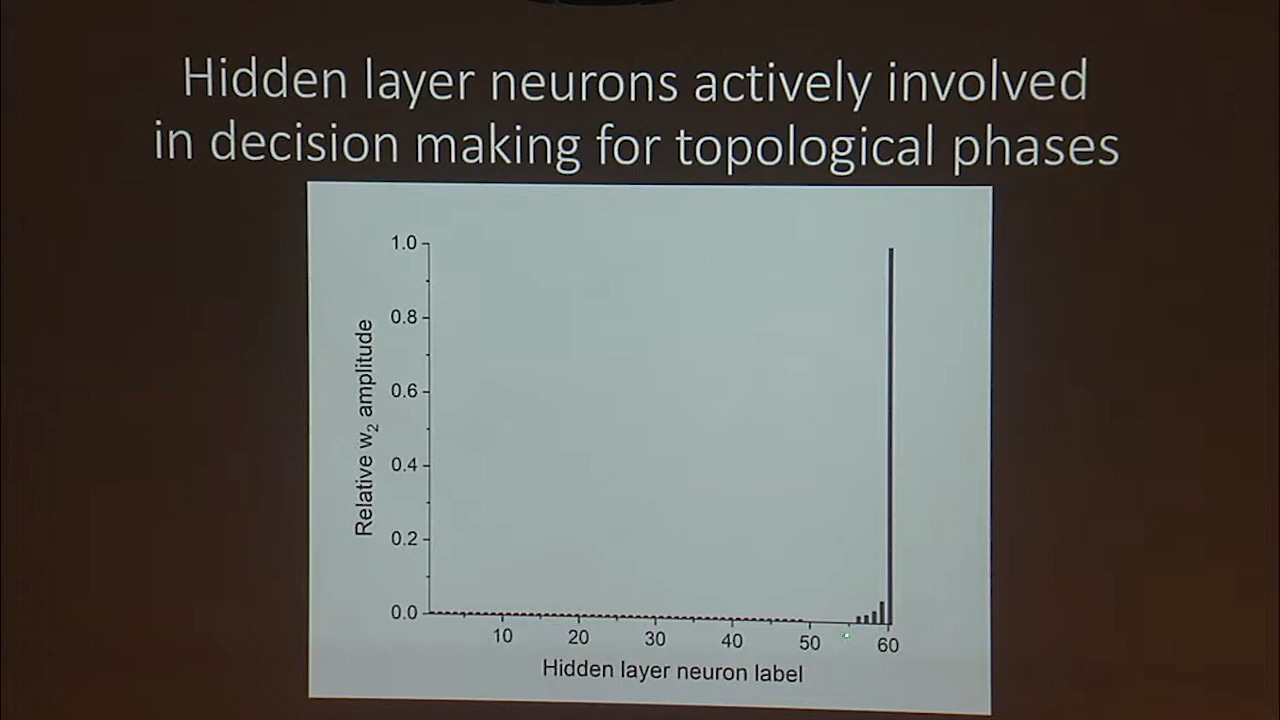 Hidden layer neurons actively involved
in decision making for topological phases
1.0
0.8
0.6
0.4
0.2
0.0
Relative w₂ amplitude
10 20 30 40 50 60
Hidden layer neuron label